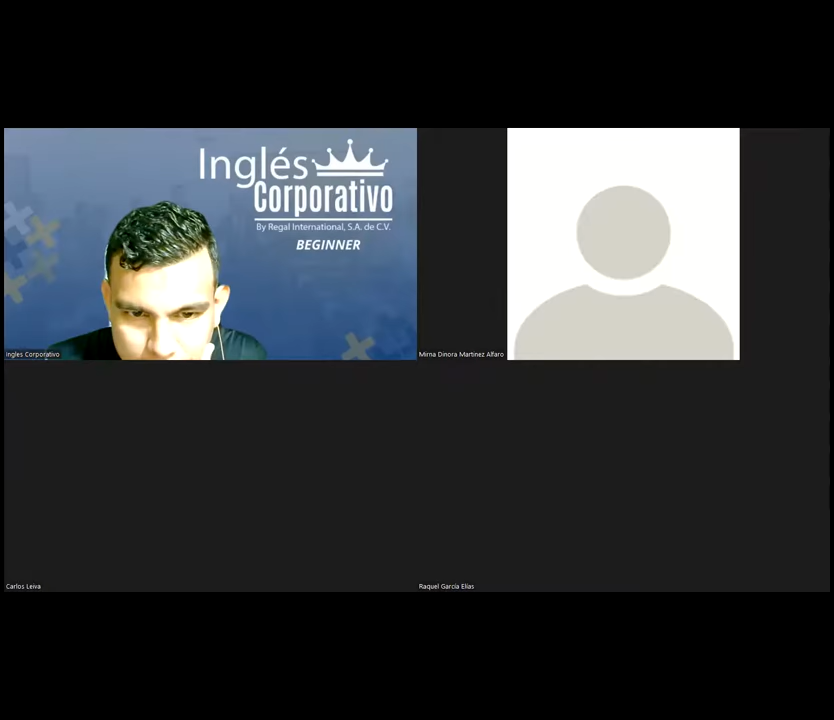 Inglés
Corporativo
By Regal International, S.A. de C.V.
BEGINNER
Ingles Corporativo
Mirna Dinora Martinez Alfaro
Carlos Leiva
Raquel García Elías